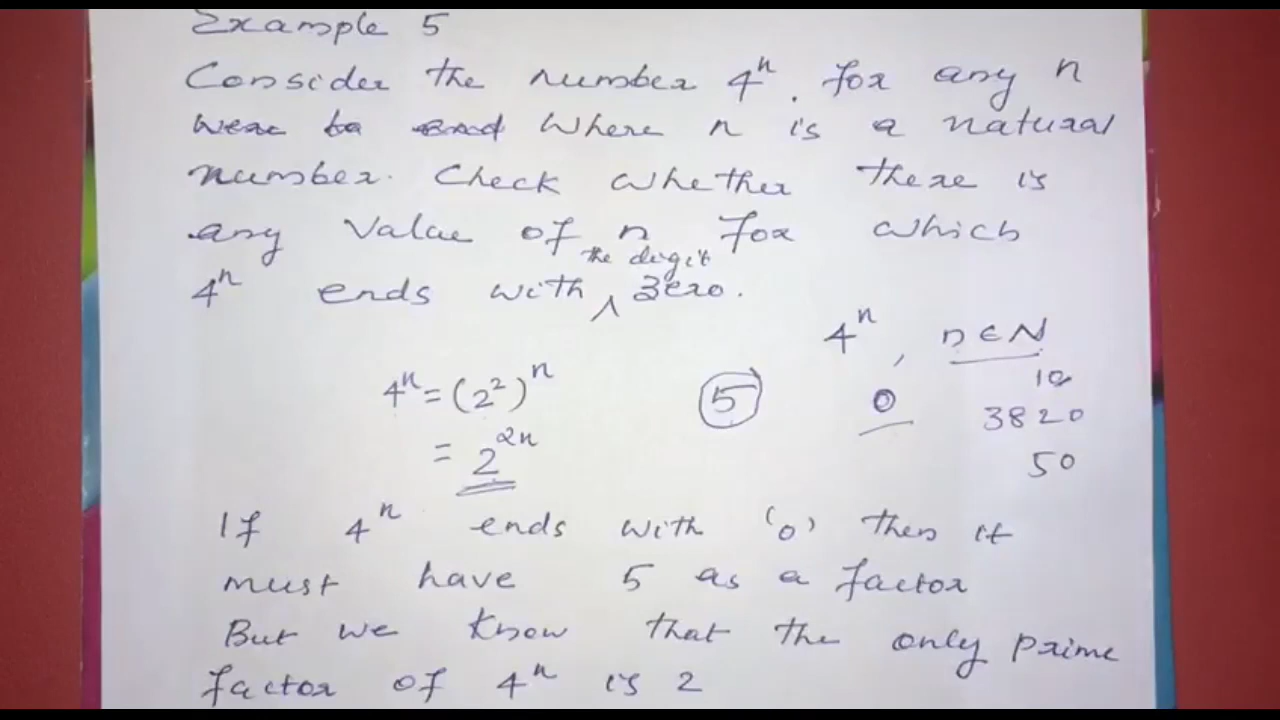 Example 5
Consider the number 4ⁿ. for any n
where n is a natural
number. Check whether there is
any value of n for which
the digit
4ⁿ ends with ^ zero.
4ⁿ, n ∈ N
4ⁿ = (2²)ⁿ
5
0
10
3820
= 2²ⁿ
50
If 4ⁿ ends with '0' then it
must have 5 as a factor
But we know that the only prime
factor of 4ⁿ is 2